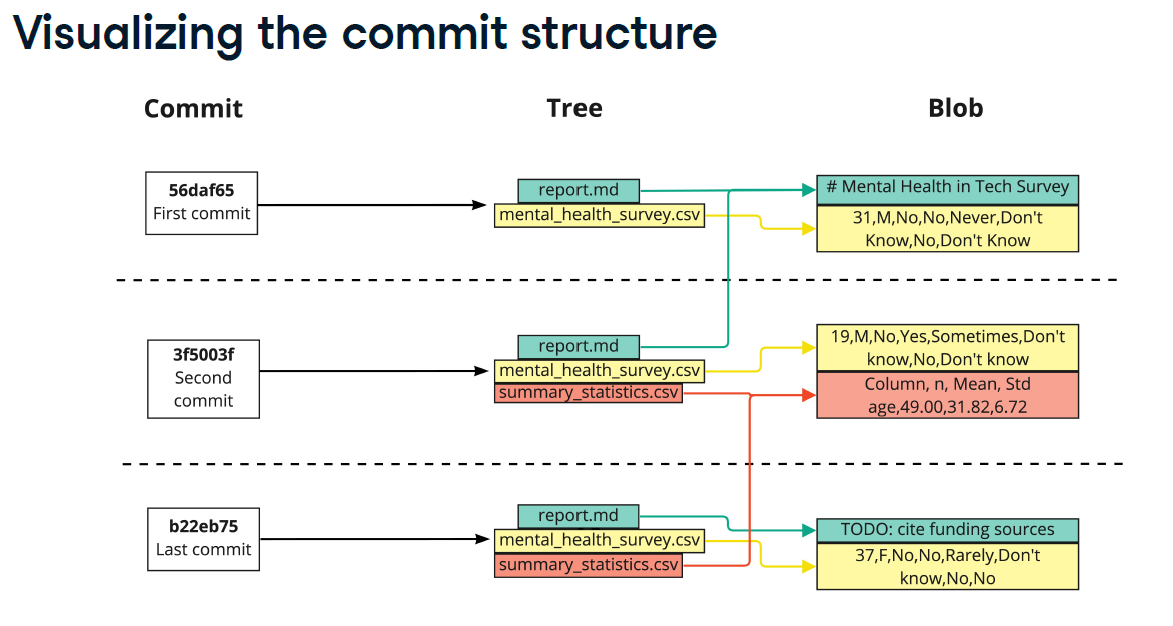 Visualizing the commit structure
Commit
Tree
Blob
56daf65
First commit
report.md
mental_health_survey.csv
# Mental Health in Tech Survey
31,M,No,No,Never,Don't
Know,No,Don't Know
3f5003f
Second
commit
report.md
mental_health_survey.csv
summary_statistics.csv
19,M,No,Yes,Sometimes,Don't
know,No,Don't know
Column, n, Mean, Std
age,49.00,31.82,6.72
b22eb75
Last commit
report.md
mental_health_survey.csv
summary_statistics.csv
TODO: cite funding sources
37,F,No,No,Rarely,Don't
know,No,No